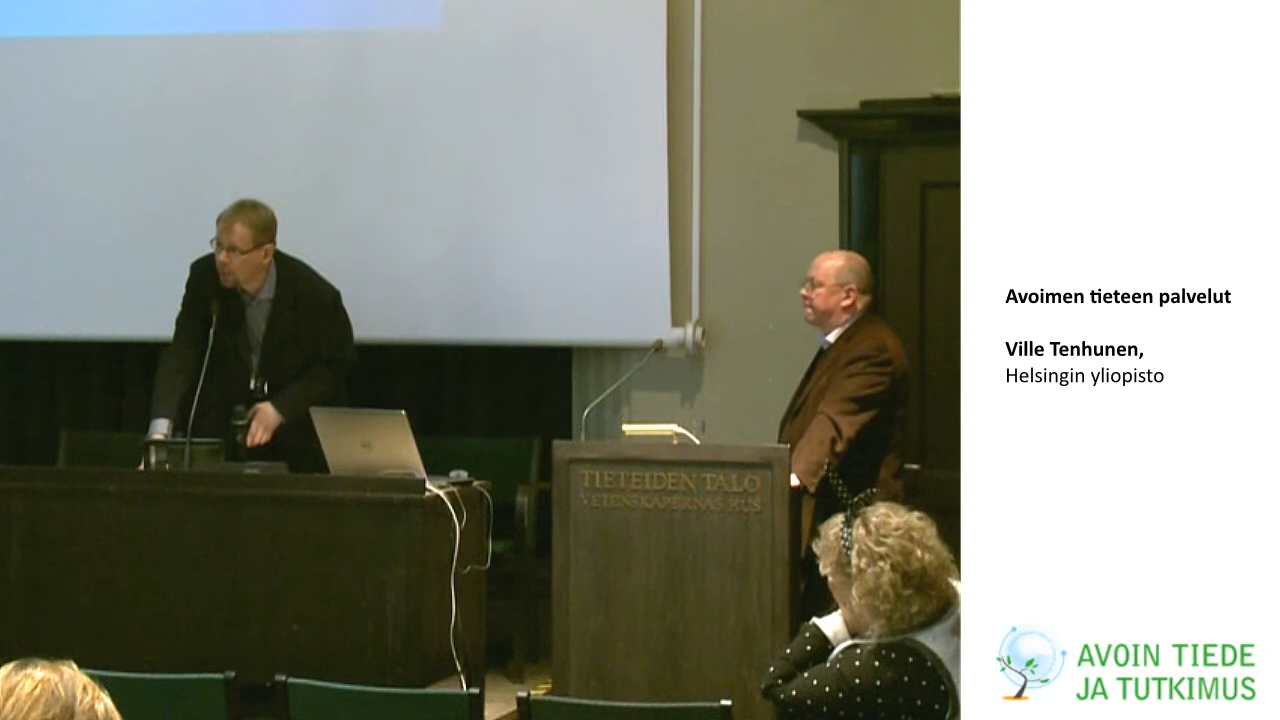 TIETEIDEN TALO
VETENSKAPERNAS HUS
Avoimen tieteen palvelut
Ville Tenhunen,
Helsingin yliopisto
AVOIN TIEDE
JA TUTKIMUS